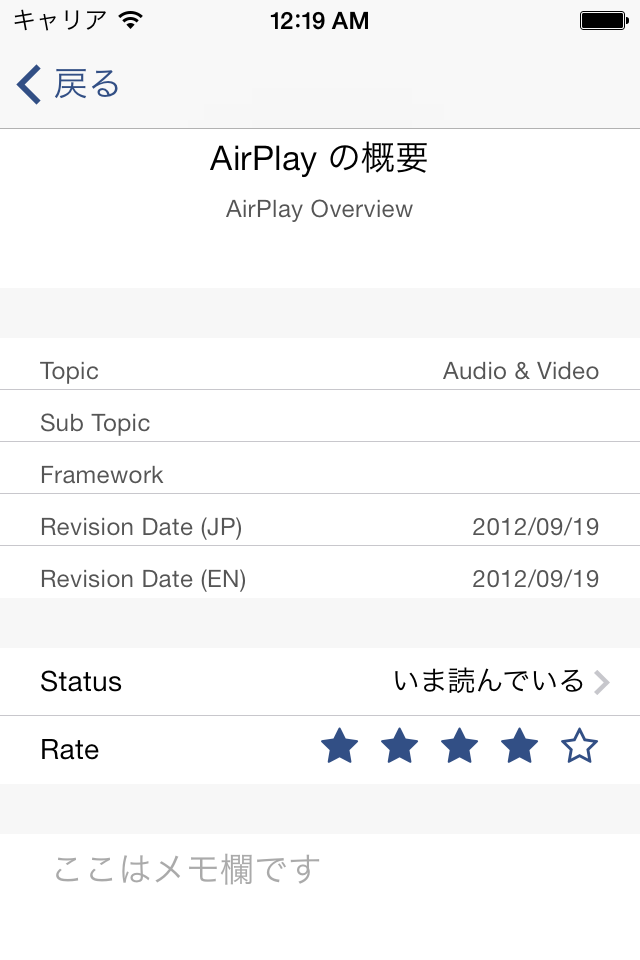 キャリア 12:19 AM
戻る
AirPlay の概要
AirPlay Overview
Topic Audio & Video
Sub Topic
Framework
Revision Date (JP) 2012/09/19
Revision Date (EN) 2012/09/19
Status いま読んでいる
Rate
ここはメモ欄です